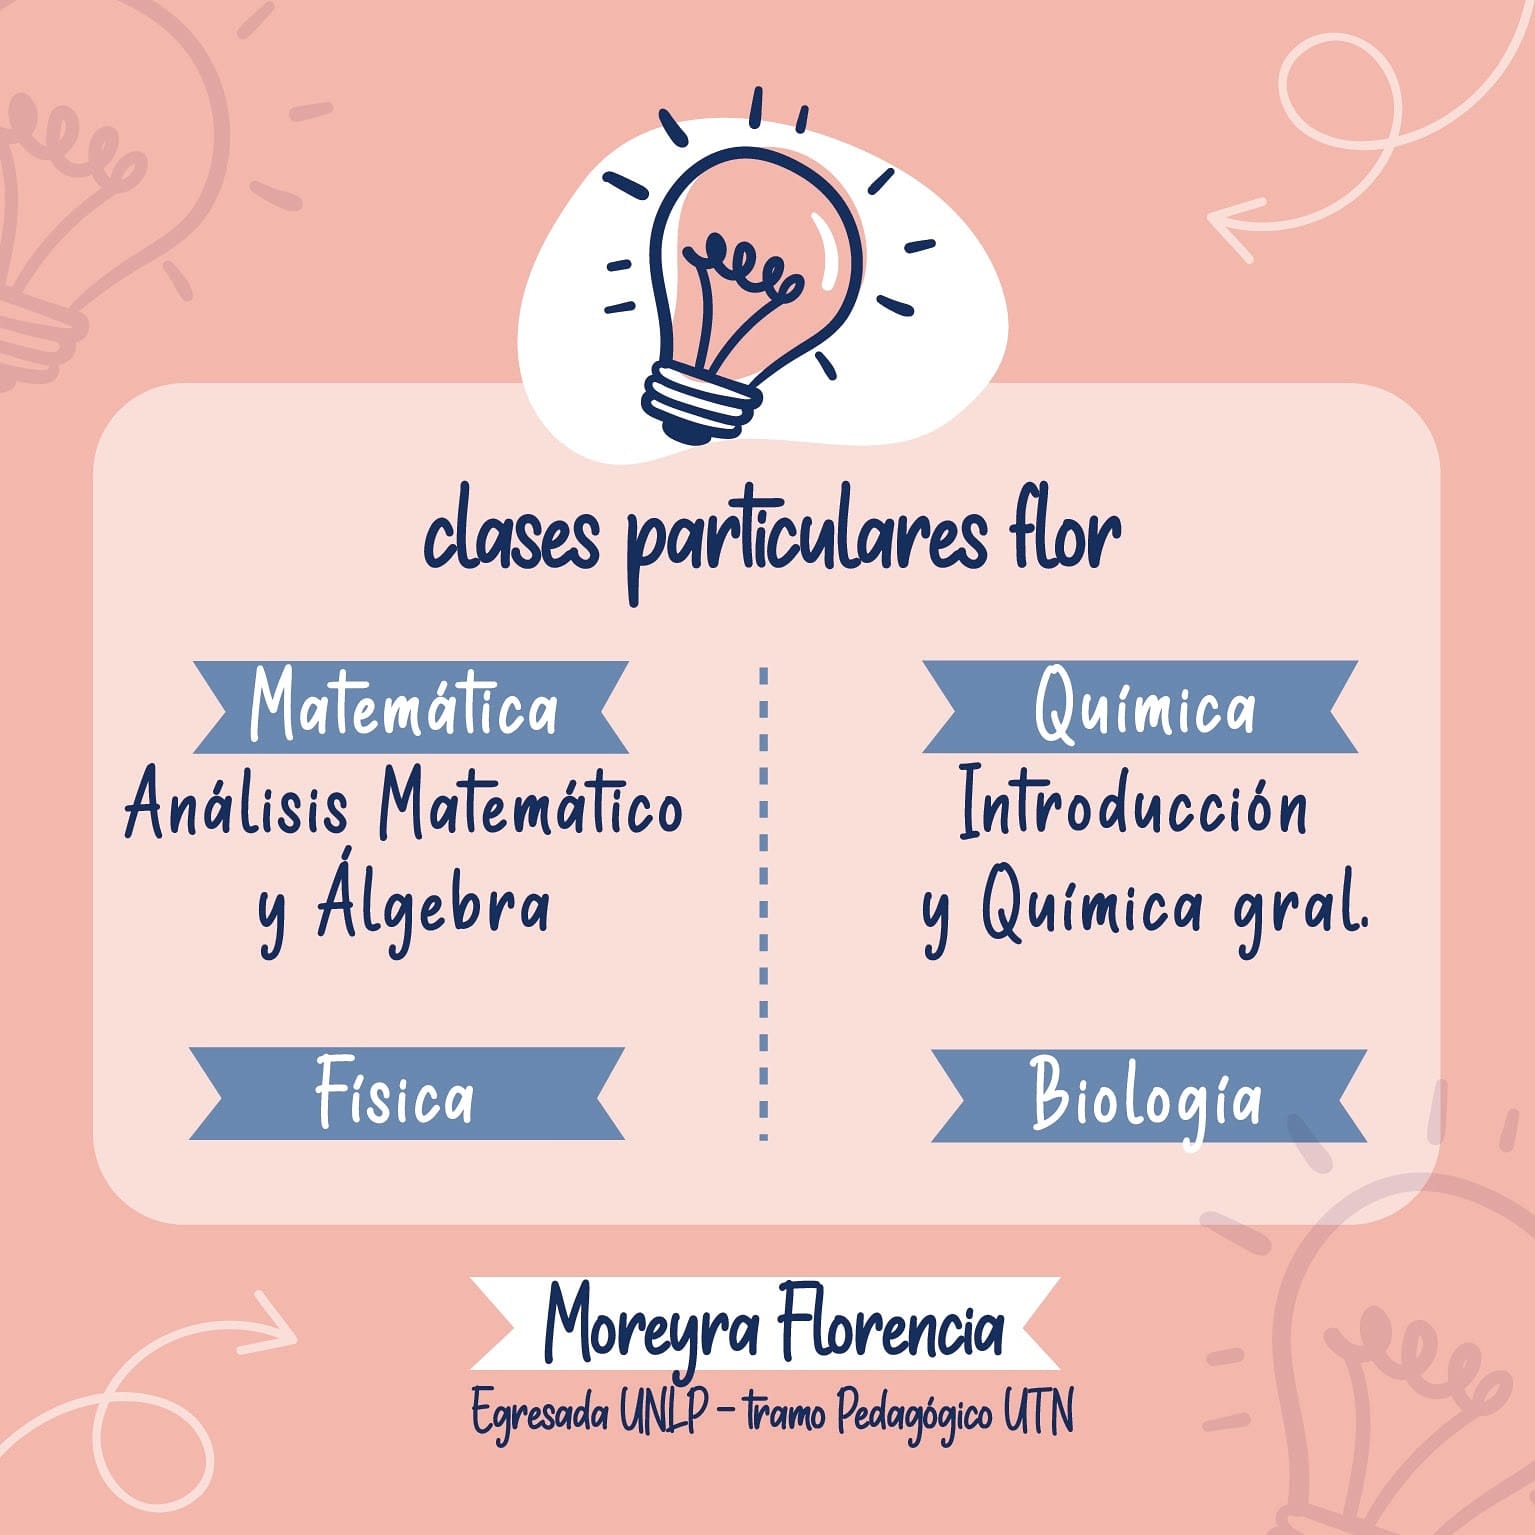 clases particulares flor
Matemática
Análisis Matemático
y Álgebra
Física
Química
Introducción
y Química gral.
Biología
Moreyra Florencia
Egresada UNLP - tramo Pedagógico UTN